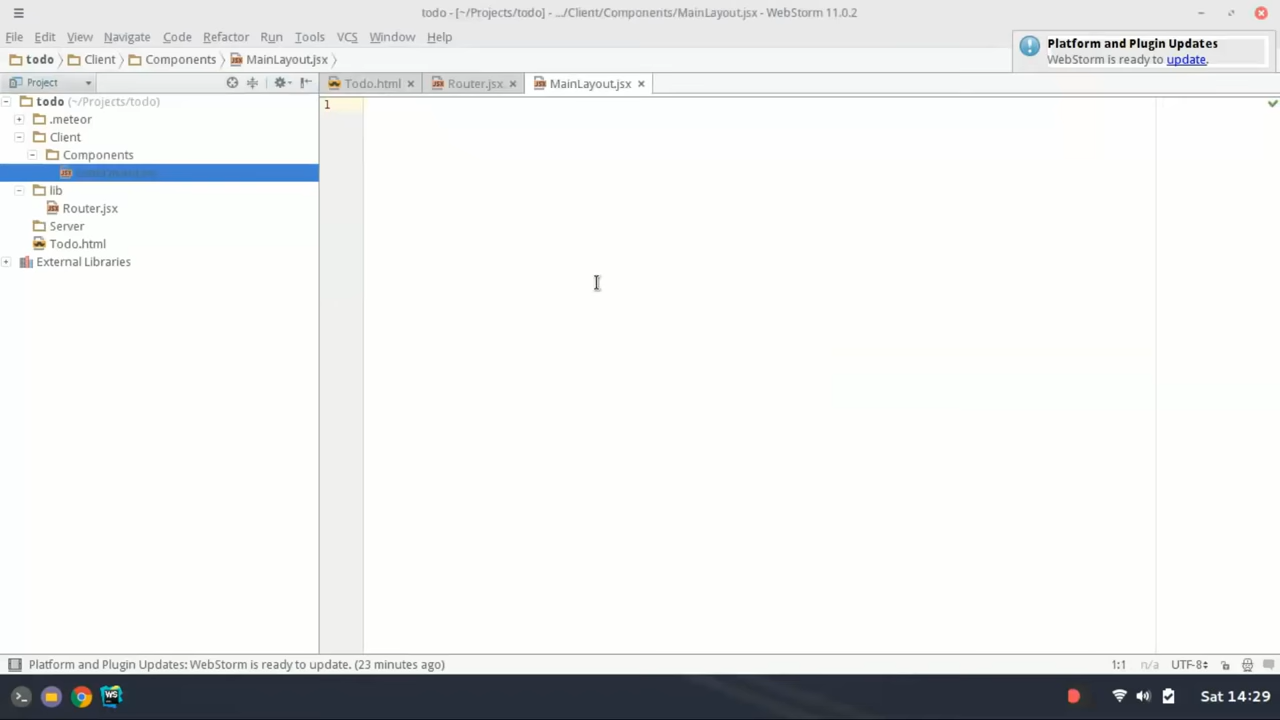 todo - [~/Projects/todo] - .../Client/Components/MainLayout.jsx - WebStorm 11.0.2
File Edit View Navigate Code Refactor Run Tools VCS Window Help
Platform and Plugin Updates
WebStorm is ready to update.
todo Client Components MainLayout.jsx
Project
Todo.html Router.jsx MainLayout.jsx
todo (~/Projects/todo)
1
.meteor
Client
Components
lib
Router.jsx
Server
Todo.html
External Libraries
Platform and Plugin Updates: WebStorm is ready to update. (23 minutes ago)
1:1 n/a UTF-8
WS
Sat 14:29